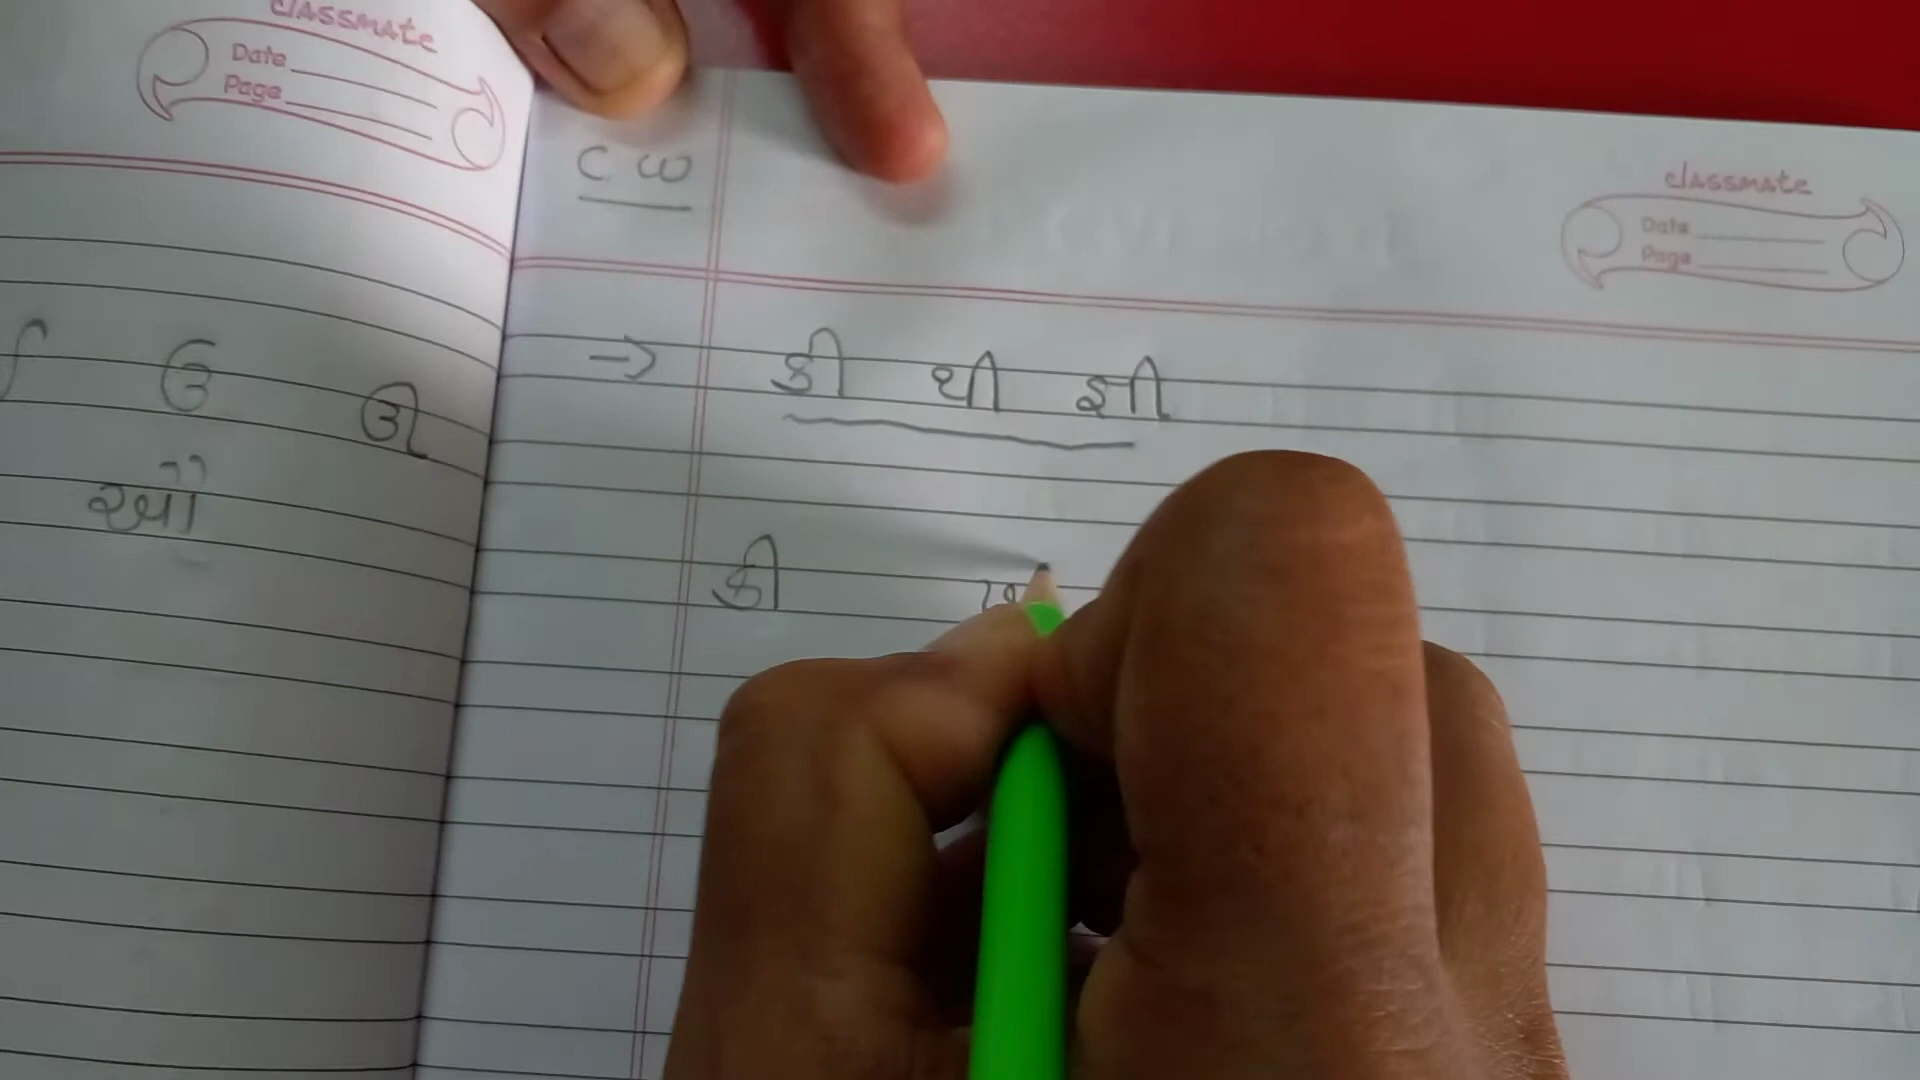 classmate
Date
Page
ઉ ઊ
ઔ
C W
classmate
Date
Page
→ કી થી જ્ઞી
કી